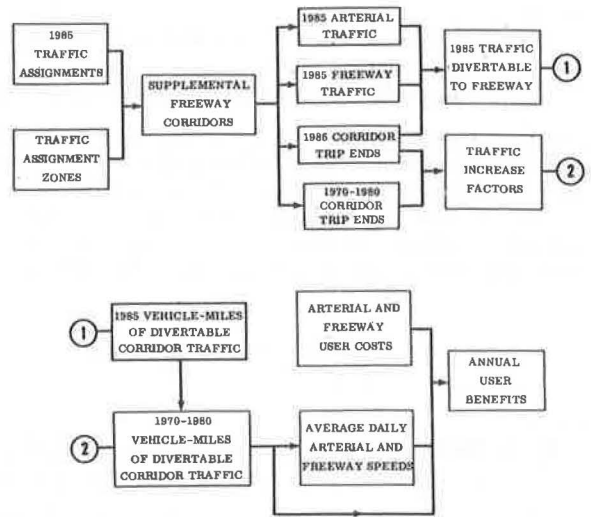 1985
TRAFFIC
ASSIGNMENTS
TRAFFIC
ASSIGNMENT
ZONES
SUPPLEMENTAL
FREEWAY
CORRIDORS
1985 ARTERIAL
TRAFFIC
1985 FREEWAY
TRAFFIC
1985 CORRIDOR
TRIP ENDS
1970-1980
CORRIDOR
TRIP ENDS
1985 TRAFFIC
DIVERTABLE
TO FREEWAY
1
TRAFFIC
INCREASE
FACTORS
2
1
1985 VEHICLE-MILES
OF DIVERTABLE
CORRIDOR TRAFFIC
2
1970-1980
VEHICLE-MILES
OF DIVERTABLE
CORRIDOR TRAFFIC
ARTERIAL AND
FREEWAY
USER COSTS
AVERAGE DAILY
ARTERIAL AND
FREEWAY SPEEDS
ANNUAL
USER
BENEFITS